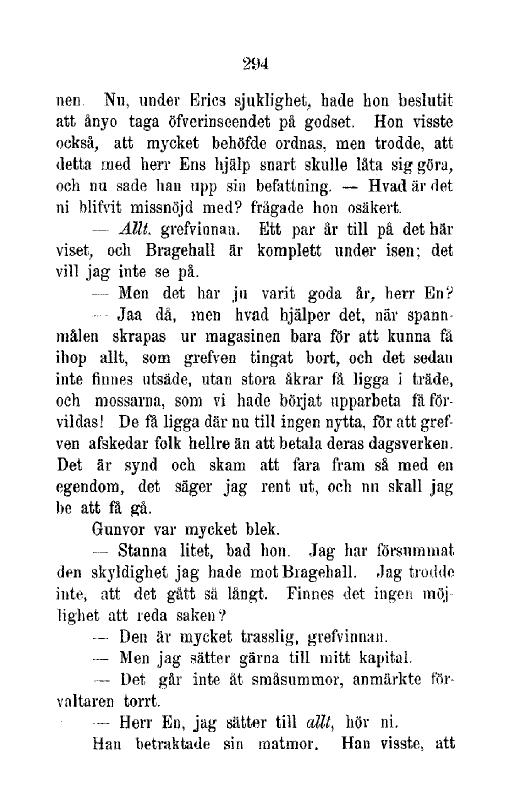 294
nen. Nu, under Erics sjuklighet, hade hon beslutit
att ånyo taga öfverinseendet på godset. Hon visste
också, att mycket behöfde ordnas, men trodde, att
detta med herr Ens hjälp snart skulle låta sig göra,
och nu sade han upp sin befattning. — Hvad är det
ni blifvit missnöjd med? frågade hon osäkert.
— Allt, grefvinnan. Ett par år till på det här
viset, och Bragehall är komplett under isen; det
vill jag inte se på.
— Men det har ju varit goda år, herr En?
— Jaa då, men hvad hjälper det, när spann-
målen skrapas ur magasinen bara för att kunna få
ihop allt, som grefven tingat bort, och det sedan
inte finnes utsäde, utan stora åkrar få ligga i träde,
och mossarna, som vi hade börjat upparbeta få för-
vildas! De få ligga där nu till ingen nytta, för att gref-
ven afskedar folk hellre än att betala deras dagsverken.
Det är synd och skam att fara fram så med en
egendom, det säger jag rent ut, och nu skall jag
be att få gå.
Gunvor var mycket blek.
— Stanna litet, bad hon. Jag har försummat
den skyldighet jag hade mot Bragehall. Jag trodde
inte, att det gått så långt. Finnes det ingen möj-
lighet att reda saken?
— Den är mycket trasslig, grefvinnan.
— Men jag sätter gärna till mitt kapital.
— Det går inte åt småsummor, anmärkte för-
valtaren torrt.
— Herr En, jag sätter till allt, hör ni.
Han betraktade sin matmor. Han visste, att